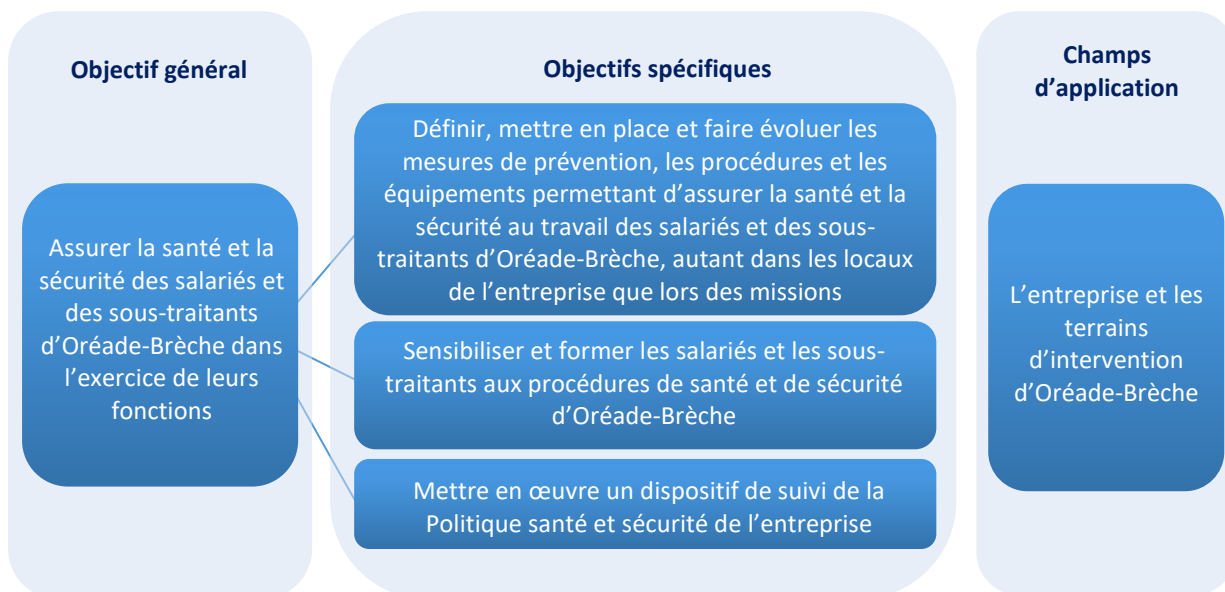 Objectif général
Assurer la santé et la
sécurité des salariés et
des sous-traitants
d’Oréade-Brèche dans
l’exercice de leurs
fonctions
Objectifs spécifiques
Définir, mettre en place et faire évoluer les
mesures de prévention, les procédures et les
équipements permettant d’assurer la santé et la
sécurité au travail des salariés et des sous-
traitants d’Oréade-Brèche, autant dans les locaux
de l’entreprise que lors des missions
Sensibiliser et former les salariés et les sous-
traitants aux procédures de santé et de sécurité
d’Oréade-Brèche
Mettre en œuvre un dispositif de suivi de la
Politique santé et sécurité de l’entreprise
Champs
d’application
L’entreprise et les
terrains
d’intervention
d’Oréade-Brèche